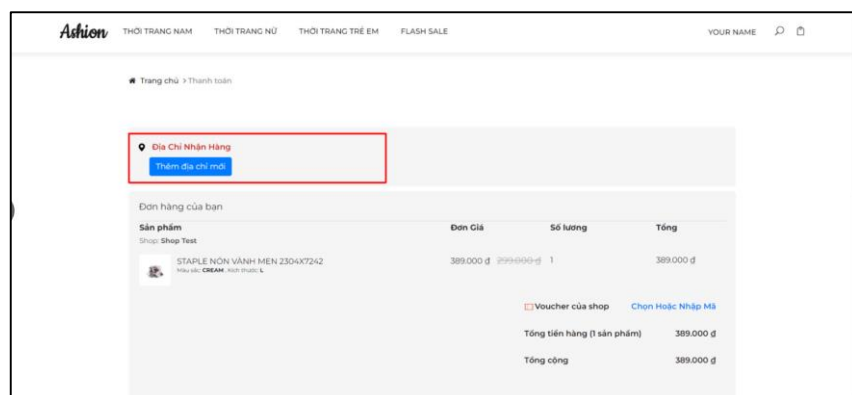 Ashion THỜI TRANG NAM THỜI TRANG NỮ THỜI TRANG TRẺ EM FLASH SALE YOUR NAME
Trang chủ > Thanh toán
Địa Chỉ Nhận Hàng
Thêm địa chỉ mới
Đơn hàng của bạn
Sản phẩm Đơn Giá Số lượng Tổng
Shop: Shop Test
STAPLE NÓN VÀNH MEN 2304X7242 389.000 ₫ 299.000 ₫ 1 389.000 ₫
Màu sắc: CREAM, Kích thước: L
Voucher của shop Chọn Hoặc Nhập Mã
Tổng tiền hàng (1 sản phẩm) 389.000 ₫
Tổng cộng 389.000 ₫